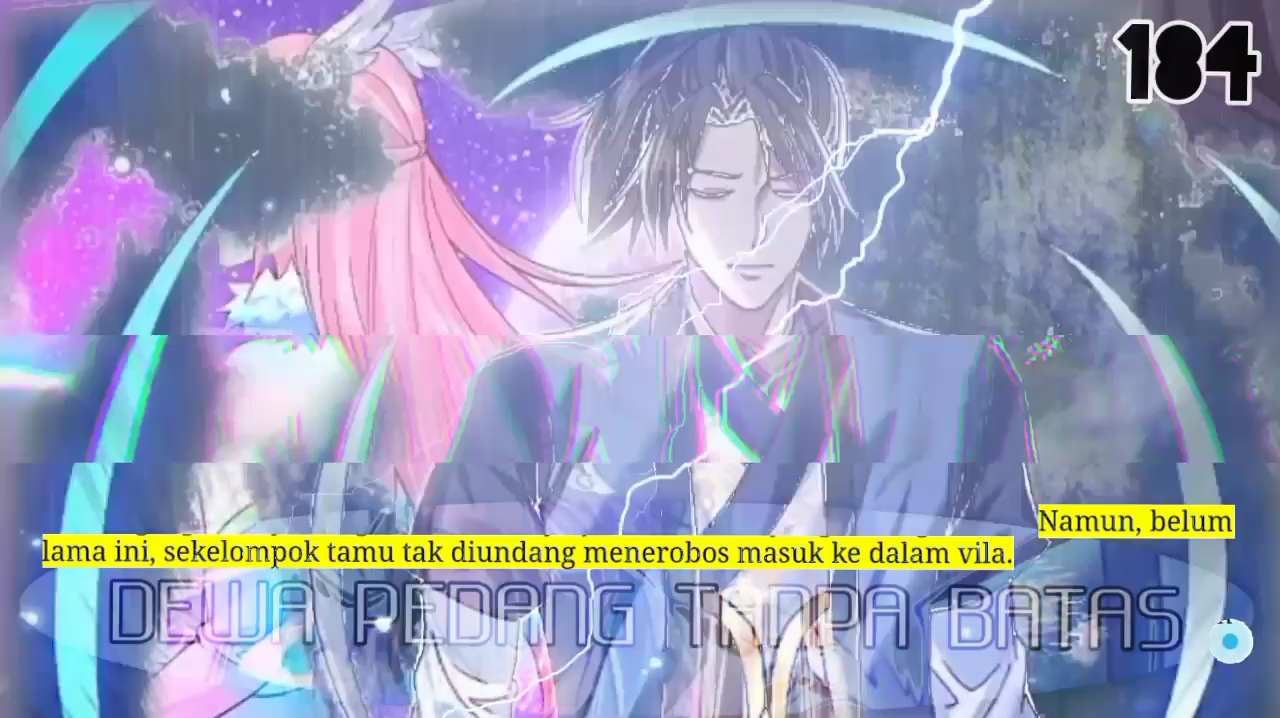 184
Namun, belum
lama ini, sekelompok tamu tak diundang menerobos masuk ke dalam vila.
DEWA PEDANG TANPA BATAS